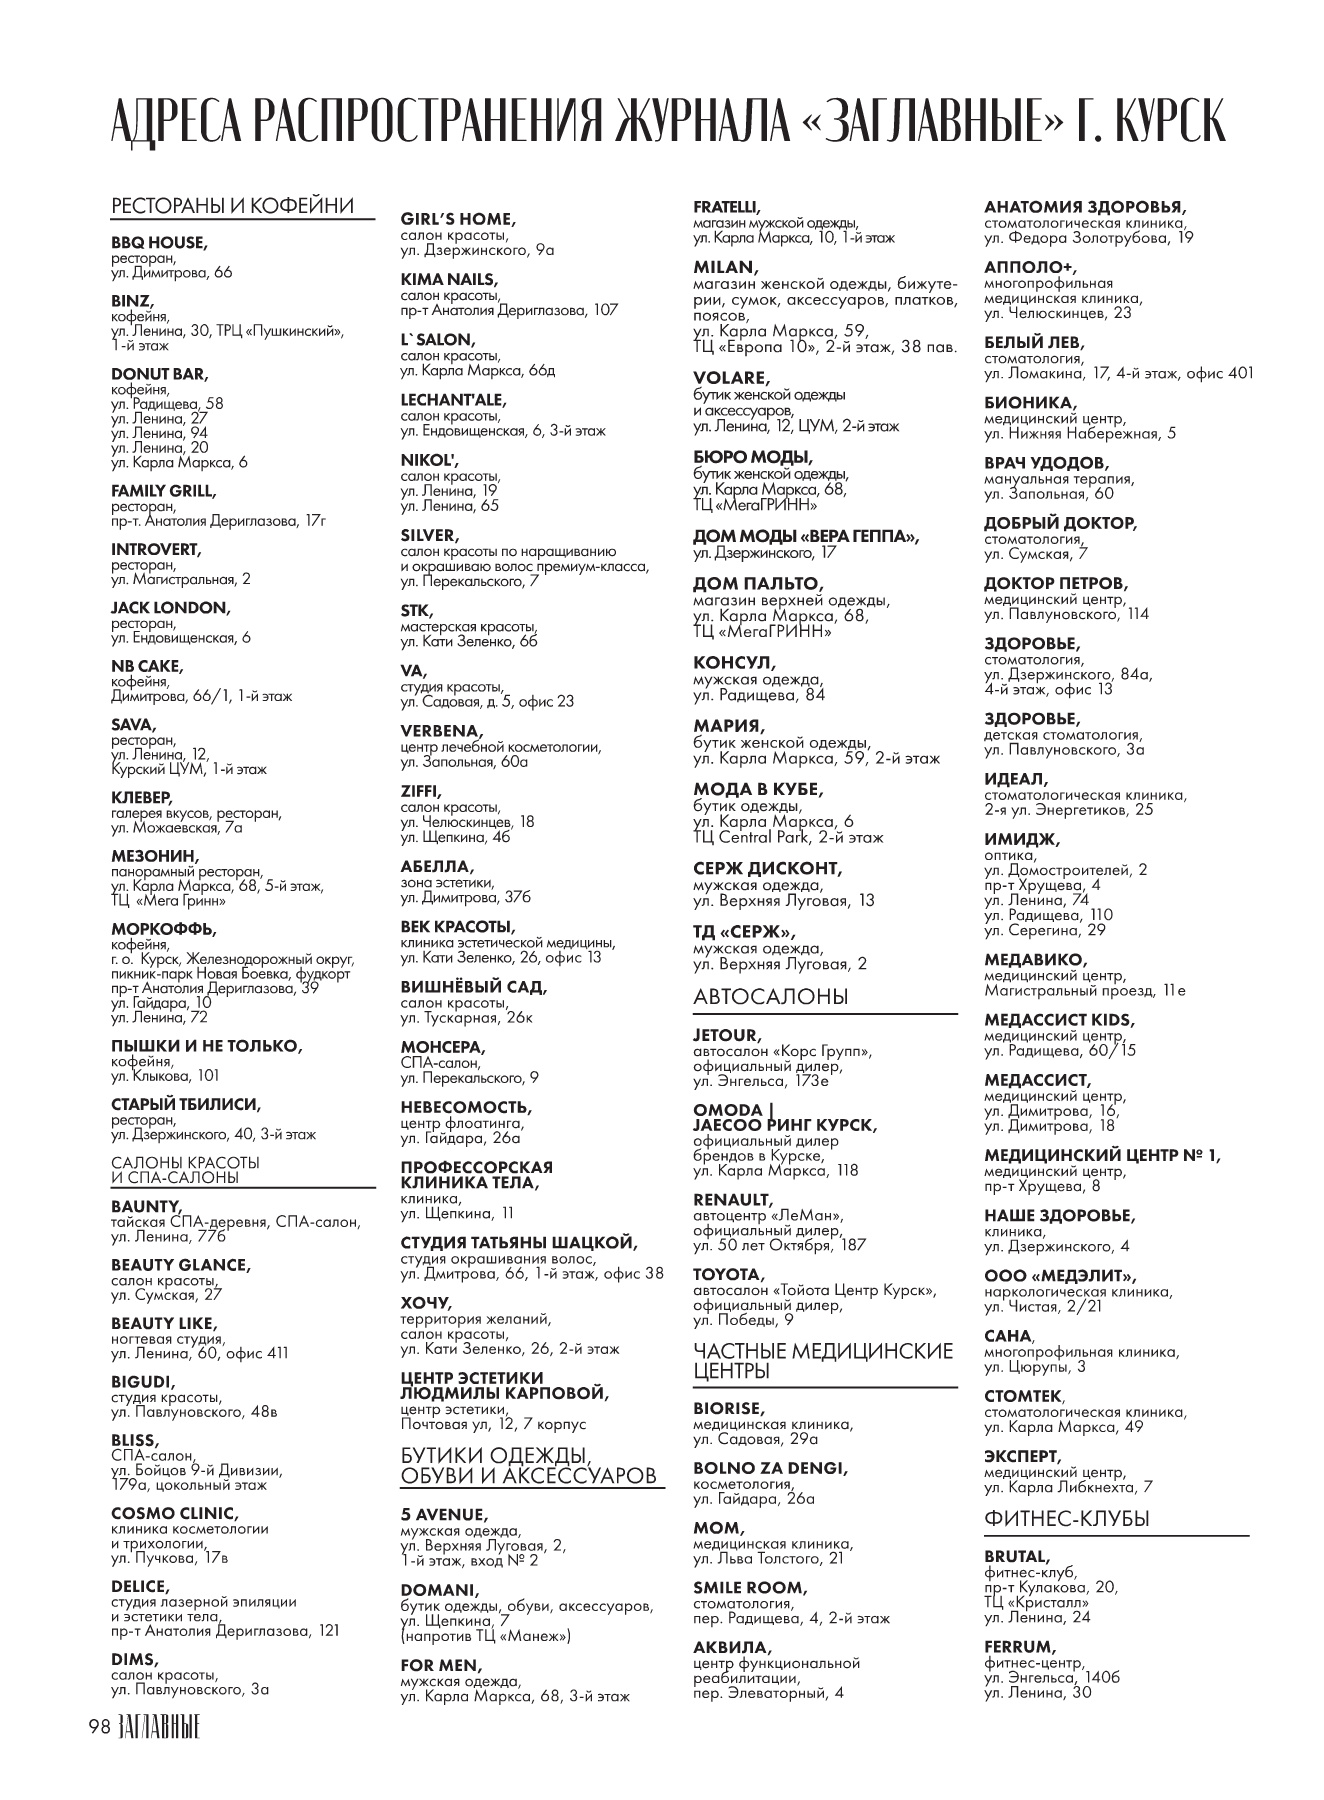 АДРЕСА РАСПРОСТРАНЕНИЯ ЖУРНАЛА «ЗАГЛАВНЫЕ» Г. КУРСК
РЕСТОРАНЫ И КОФЕЙНИ
BBQ HOUSE,
ресторан,
ул. Димитрова, 66
BINZ,
кофейня,
ул. Ленина, 30, ТРЦ «Пушкинский»,
1-й этаж
DONUT BAR,
кофейня,
ул. Радищева, 58
ул. Ленина, 27
ул. Ленина, 94
ул. Ленина, 20
ул. Карла Маркса, 6
FAMILY GRILL,
ресторан,
пр-т. Анатолия Дериглазова, 17г
INTROVERT,
ресторан,
ул. Магистральная, 2
JACK LONDON,
ресторан,
ул. Ендовищенская, 6
NB CAKE,
кофейня,
Димитрова, 66/1, 1-й этаж
SAVA,
ресторан,
ул. Ленина, 12,
Курский ЦУМ, 1-й этаж
КЛЕВЕР,
галерея вкусов, ресторан,
ул. Можаевская, 7а
МЕЗОНИН,
панорамный ресторан,
ул. Карла Маркса, 68, 5-й этаж,
ТЦ «Мега Гринн»
МОРКОФФЬ,
кофейня,
г. о. Курск, Железнодорожный округ,
пикник-парк Новая Боевка, фудкорт
пр-т Анатолия Дериглазова, 39
ул. Гайдара, 10
ул. Ленина, 72
ПЫШКИ И НЕ ТОЛЬКО,
кофейня,
ул. Клыкова, 101
СТАРЫЙ ТБИЛИСИ,
ресторан,
ул. Дзержинского, 40, 3-й этаж
САЛОНЫ КРАСОТЫ
И СПА-САЛОНЫ
BAUNTY,
тайская СПА-деревня, СПА-салон,
ул. Ленина, 77б
BEAUTY GLANCE,
салон красоты,
ул. Сумская, 27
BEAUTY LIKE,
ногтевая студия,
ул. Ленина, 60, офис 411
BIGUDI,
студия красоты,
ул. Павлуновского, 48в
BLISS,
СПА-салон,
ул. Бойцов 9-й Дивизии,
179а, цокольный этаж
COSMO CLINIC,
клиника косметологии
и трихологии,
ул. Пучкова, 17в
DELICE,
студия лазерной эпиляции
и эстетики тела,
пр-т Анатолия Дериглазова, 121
DIMS,
салон красоты,
ул. Павлуновского, 3а
GIRL'S HOME,
салон красоты,
ул. Дзержинского, 9а
KIMA NAILS,
салон красоты,
пр-т Анатолия Дериглазова, 107
L`SALON,
салон красоты,
ул. Карла Маркса, 66д
LECHANT'ALE,
салон красоты,
ул. Ендовищенская, 6, 3-й этаж
NIKOL',
салон красоты,
ул. Ленина, 19
ул. Ленина, 65
SILVER,
салон красоты по наращиванию
и окрашиваю волос премиум-класса,
ул. Перекальского, 7
STK,
мастерская красоты,
ул. Кати Зеленко, 6б
VA,
студия красоты,
ул. Садовая, д. 5, офис 23
VERBENA,
центр лечебной косметологии,
ул. Запольная, 60а
ZIFFI,
салон красоты,
ул. Челюскинцев, 18
ул. Щепкина, 4б
АБЕЛЛА,
зона эстетики,
ул. Димитрова, 37б
ВЕК КРАСОТЫ,
клиника эстетической медицины,
ул. Кати Зеленко, 26, офис 13
ВИШНЁВЫЙ САД,
салон красоты,
ул. Тускарная, 26к
МОНСЕРА,
СПА-салон,
ул. Перекальского, 9
НЕВЕСОМОСТЬ,
центр флоатинга,
ул. Гайдара, 26а
ПРОФЕССОРСКАЯ
КЛИНИКА ТЕЛА,
клиника,
ул. Щепкина, 11
СТУДИЯ ТАТЬЯНЫ ШАЦКОЙ,
студия окрашивания волос,
ул. Дмитрова, 66, 1-й этаж, офис 38
ХОЧУ,
территория желаний,
салон красоты,
ул. Кати Зеленко, 26, 2-й этаж
ЦЕНТР ЭСТЕТИКИ
ЛЮДМИЛЫ КАРПОВОЙ,
центр эстетики,
Почтовая ул, 12, 7 корпус
БУТИКИ ОДЕЖДЫ,
ОБУВИ И АКСЕССУАРОВ
5 AVENUE,
мужская одежда,
ул. Верхняя Луговая, 2,
1-й этаж, вход № 2
DOMANI,
бутик одежды, обуви, аксессуаров,
ул. Щепкина, 7
(напротив ТЦ «Манеж»)
FOR MEN,
мужская одежда,
ул. Карла Маркса, 68, 3-й этаж
FRATELLI,
магазин мужской одежды,
ул. Карла Маркса, 10, 1-й этаж
MILAN,
магазин женской одежды, бижуте-
рии, сумок, аксессуаров, платков,
поясов,
ул. Карла Маркса, 59,
ТЦ «Европа 10», 2-й этаж, 38 пав.
VOLARE,
бутик женской одежды
и аксессуаров,
ул. Ленина, 12, ЦУМ, 2-й этаж
БЮРО МОДЫ,
бутик женской одежды,
ул. Карла Маркса, 68,
ТЦ «МегаГРИНН»
ДОМ МОДЫ «ВЕРА ГЕППА»,
ул. Дзержинского, 17
ДОМ ПАЛЬТО,
магазин верхней одежды,
ул. Карла Маркса, 68,
ТЦ «МегаГРИНН»
КОНСУЛ,
мужская одежда,
ул. Радищева, 84
МАРИЯ,
бутик женской одежды,
ул. Карла Маркса, 59, 2-й этаж
МОДА В КУБЕ,
бутик одежды,
ул. Карла Маркса, 6
ТЦ Central Park, 2-й этаж
СЕРЖ ДИСКОНТ,
мужская одежда,
ул. Верхняя Луговая, 13
ТД «СЕРЖ»,
мужская одежда,
ул. Верхняя Луговая, 2
АВТОСАЛОНЫ
JETOUR,
автосалон «Корс Групп»,
официальный дилер,
ул. Энгельса, 173е
OMODA |
JAECOO РИНГ КУРСК,
официальный дилер
брендов в Курске,
ул. Карла Маркса, 118
RENAULT,
автоцентр «ЛеМан»,
официальный дилер,
ул. 50 лет Октября, 187
TOYOTA,
автосалон «Тойота Центр Курск»,
официальный дилер,
ул. Победы, 9
ЧАСТНЫЕ МЕДИЦИНСКИЕ
ЦЕНТРЫ
BIORISE,
медицинская клиника,
ул. Садовая, 29а
BOLNO ZA DENGI,
косметология,
ул. Гайдара, 26а
MOM,
медицинская клиника,
ул. Льва Толстого, 21
SMILE ROOM,
стоматология,
пер. Радищева, 4, 2-й этаж
АКВИЛА,
центр функциональной
реабилитации,
пер. Элеваторный, 4
АНАТОМИЯ ЗДОРОВЬЯ,
стоматологическая клиника,
ул. Федора Золотрубова, 19
АППОЛО+,
многопрофильная
медицинская клиника,
ул. Челюскинцев, 23
БЕЛЫЙ ЛЕВ,
стоматология,
ул. Ломакина, 17, 4-й этаж, офис 401
БИОНИКА,
медицинский центр,
ул. Нижняя Набережная, 5
ВРАЧ УДОДОВ,
мануальная терапия,
ул. Запольная, 60
ДОБРЫЙ ДОКТОР,
стоматология,
ул. Сумская, 7
ДОКТОР ПЕТРОВ,
медицинский центр,
ул. Павлуновского, 114
ЗДОРОВЬЕ,
стоматология,
ул. Дзержинского, 84а,
4-й этаж, офис 13
ЗДОРОВЬЕ,
детская стоматология,
ул. Павлуновского, 3а
ИДЕАЛ,
стоматологическая клиника,
2-я ул. Энергетиков, 25
ИМИДЖ,
оптика,
ул. Домостроителей, 2
пр-т Хрущева, 4
ул. Ленина, 74
ул. Радищева, 110
ул. Серегина, 29
МЕДАВИКО,
медицинский центр,
Магистральный проезд, 11е
МЕДАССИСТ KIDS,
медицинский центр,
ул. Радищева, 60/15
МЕДАССИСТ,
медицинский центр,
ул. Димитрова, 16,
ул. Димитрова, 18
МЕДИЦИНСКИЙ ЦЕНТР № 1,
медицинский центр,
пр-т Хрущева, 8
НАШЕ ЗДОРОВЬЕ,
клиника,
ул. Дзержинского, 4
ООО «МЕДЭЛИТ»,
наркологическая клиника,
ул. Чистая, 2/21
САНА,
многопрофильная клиника,
ул. Цюрупы, 3
СТОМТЕК,
стоматологическая клиника,
ул. Карла Маркса, 49
ЭКСПЕРТ,
медицинский центр,
ул. Карла Либкнехта, 7
ФИТНЕС-КЛУБЫ
BRUTAL,
фитнес-клуб,
пр-т Кулакова, 20,
ТЦ «Кристалл»
ул. Ленина, 24
FERRUM,
фитнес-центр,
ул. Энгельса, 140б
ул. Ленина, 30
98 ЗАГЛАВНЫЕ